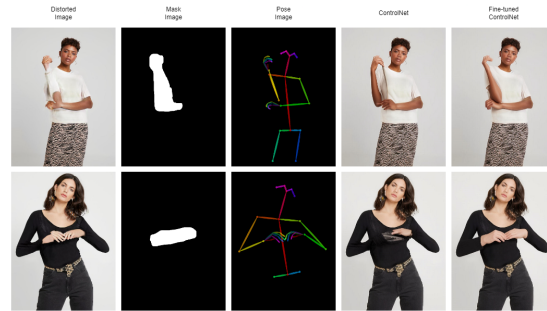 Distorted
Image
Mask
Image
Pose
Image
ControlNet
Fine-tuned
ControlNet